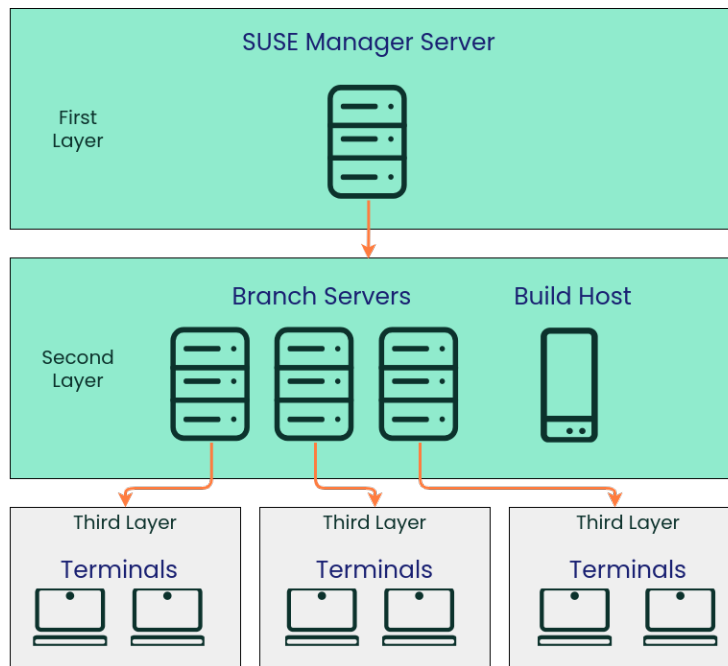 SUSE Manager Server
First
Layer
Branch Servers
Build Host
Second
Layer
Third Layer
Terminals
Third Layer
Terminals
Third Layer
Terminals